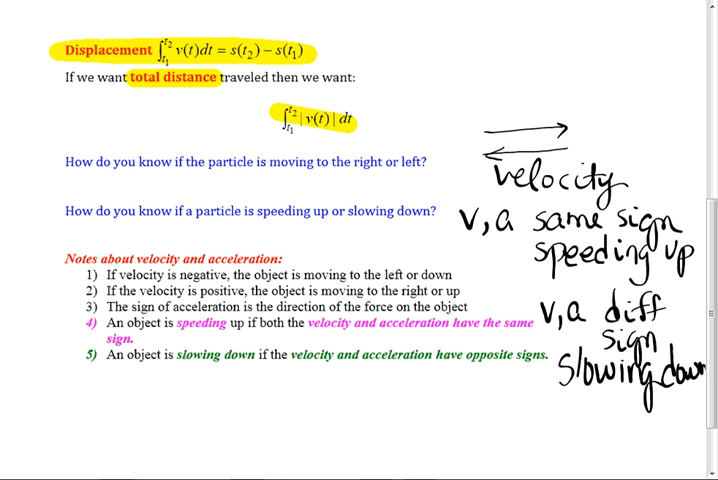 Displacement ∫_{t₁}^{t₂} v(t)dt = s(t₂) − s(t₁)
If we want total distance traveled then we want:
∫_{t₁}^{t₂} | v(t) | dt
How do you know if the particle is moving to the right or left?
velocity
How do you know if a particle is speeding up or slowing down?
v, a same sign
speeding up
Notes about velocity and acceleration:
1) If velocity is negative, the object is moving to the left or down
2) If the velocity is positive, the object is moving to the right or up
3) The sign of acceleration is the direction of the force on the object
4) An object is speeding up if both the velocity and acceleration have the same
sign.
5) An object is slowing down if the velocity and acceleration have opposite signs.
v, a diff
sign
slowing down